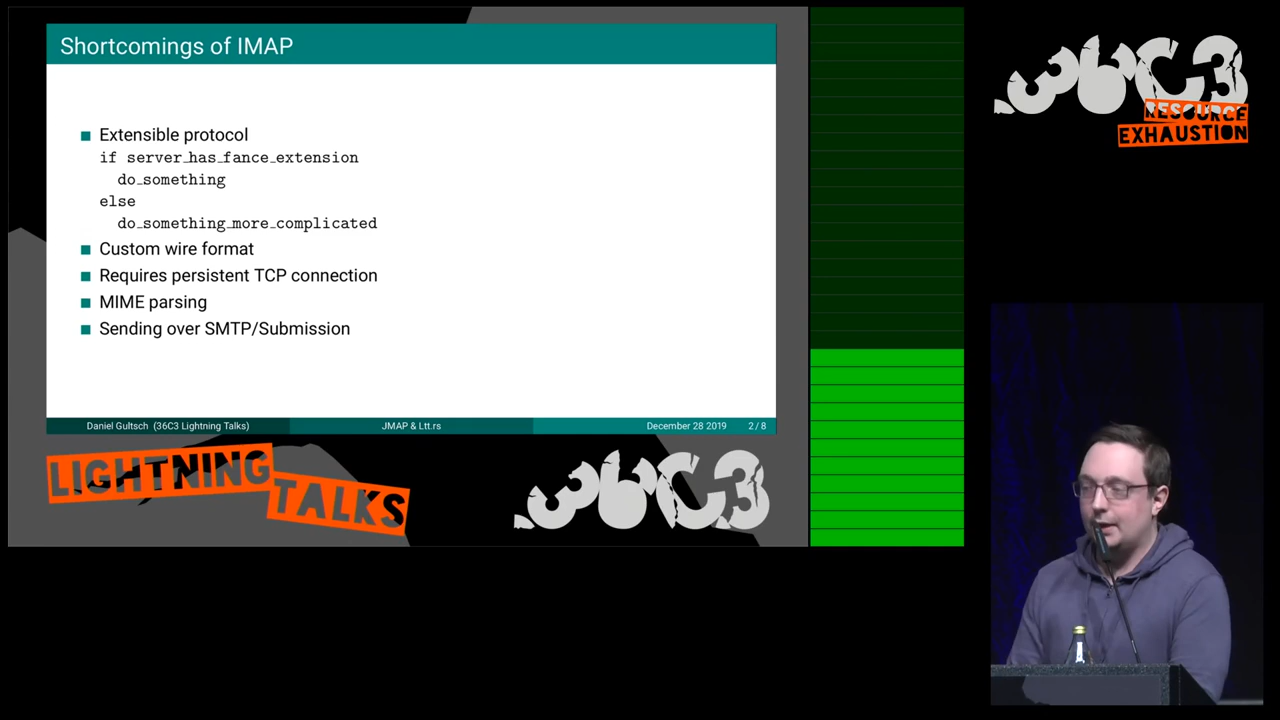 Shortcomings of IMAP
Extensible protocol
if server_has_fance_extension
do_something
else
do_something_more_complicated
Custom wire format
Requires persistent TCP connection
MIME parsing
Sending over SMTP/Submission
Daniel Gultsch (36C3 Lightning Talks)
JMAP & Ltt.rs
December 28 2019
2 / 8
LIGHTNING
TALKS
36C3
36C3
RESOURCE
EXHAUSTION